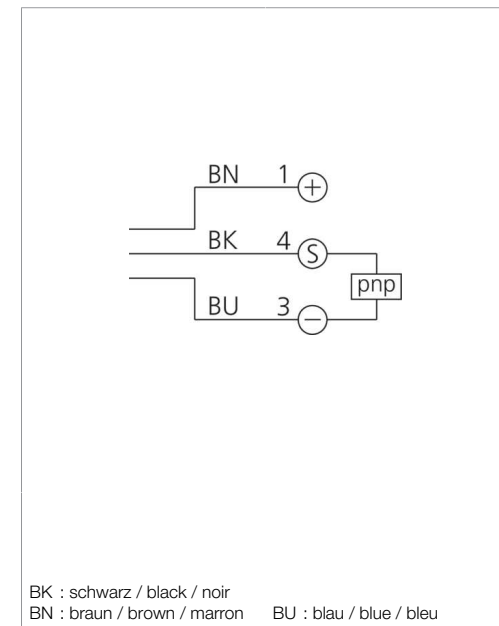 BN 1 +
BK 4 S
pnp
BU 3 −
BK : schwarz / black / noir
BN : braun / brown / marron BU : blau / blue / bleu